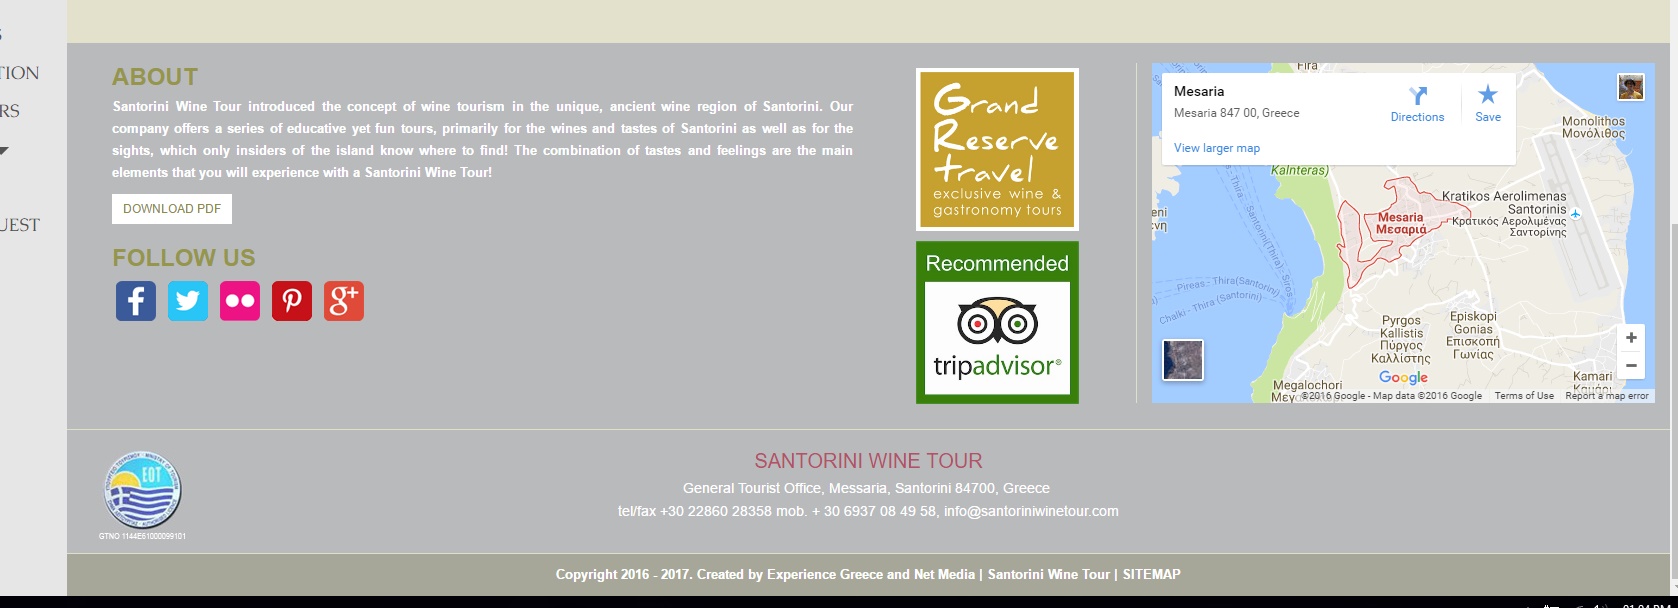 S
TION
RS
UEST
ABOUT
Santorini Wine Tour introduced the concept of wine tourism in the unique, ancient wine region of Santorini. Our
company offers a series of educative yet fun tours, primarily for the wines and tastes of Santorini as well as for the
sights, which only insiders of the island know where to find! The combination of tastes and feelings are the main
elements that you will experience with a Santorini Wine Tour!
DOWNLOAD PDF
FOLLOW US
Grand
Reserve
travel
exclusive wine &
gastronomy tours
Recommended
tripadvisor®
Fira
Mesaria
Mesaria 847 00, Greece
View larger map
Directions
Save
Monolithos
Μονόλιθος
Kalnteras)
Thira - Thirasia(Santorini)
Kratikos Aerolimenas
Santorinis
Κρατικός Αερολιμένας
Σαντορίνης
Mesaria
Μεσαριά
Pireas - Thira (Santorini)
Chalki - Thira (Santorini)
Pyrgos
Kallistis
Πύργος
Καλλίστης
Episkopi
Gonias
Επισκοπή
Γωνίας
Megalochori
Kamari
Google
©2016 Google - Map data ©2016 Google Terms of Use Report a map error
EOT
GTNO 1144E61000099101
SANTORINI WINE TOUR
General Tourist Office, Messaria, Santorini 84700, Greece
tel/fax +30 22860 28358 mob. + 30 6937 08 49 58, info@santoriniwinetour.com
Copyright 2016 - 2017. Created by Experience Greece and Net Media | Santorini Wine Tour | SITEMAP